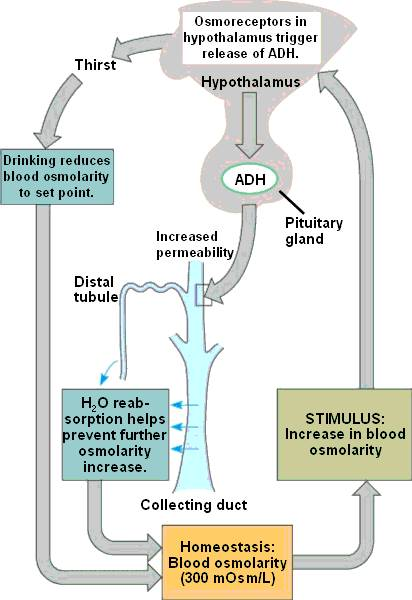 Osmoreceptors in
hypothalamus trigger
release of ADH.
Hypothalamus
Thirst
Drinking reduces
blood osmolarity
to set point.
ADH
Pituitary
gland
Increased
permeability
Distal
tubule
H₂O reab-
sorption helps
prevent further
osmolarity
increase.
STIMULUS:
Increase in blood
osmolarity
Collecting duct
Homeostasis:
Blood osmolarity
(300 mOsm/L)